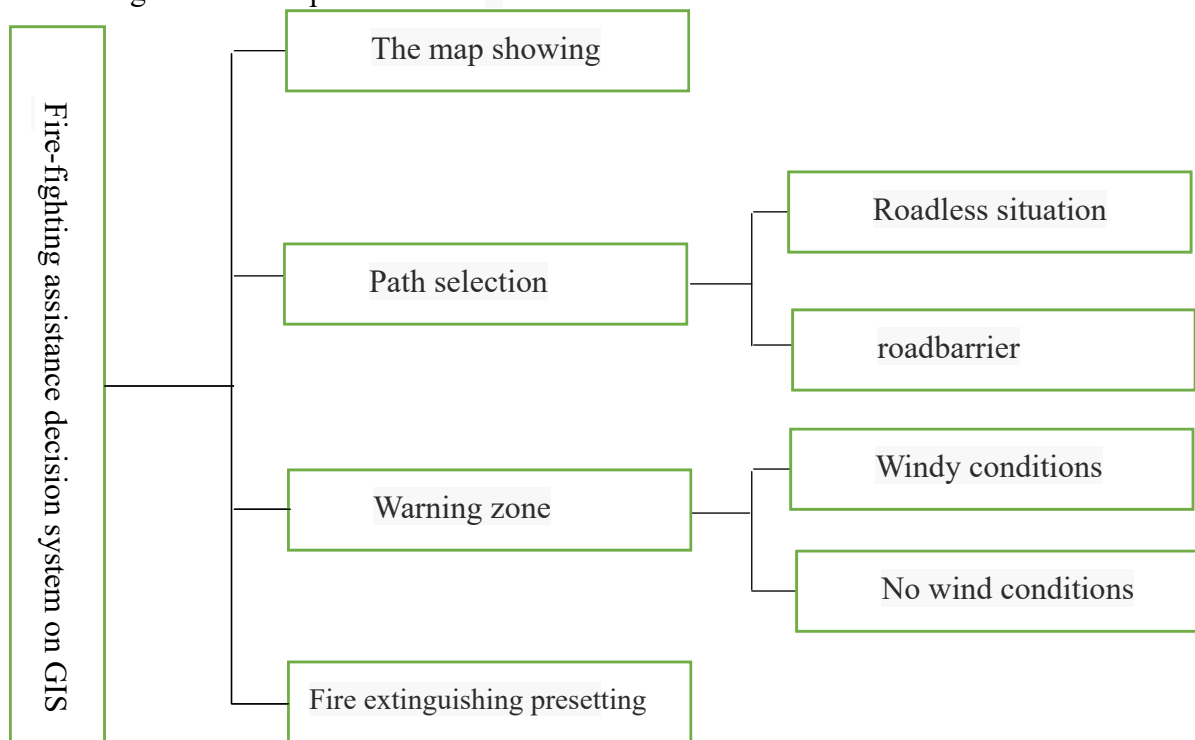 Fire-fighting assistance decision system on GIS
The map showing
Path selection
Roadless situation
roadbarrier
Warning zone
Windy conditions
No wind conditions
Fire extinguishing presetting